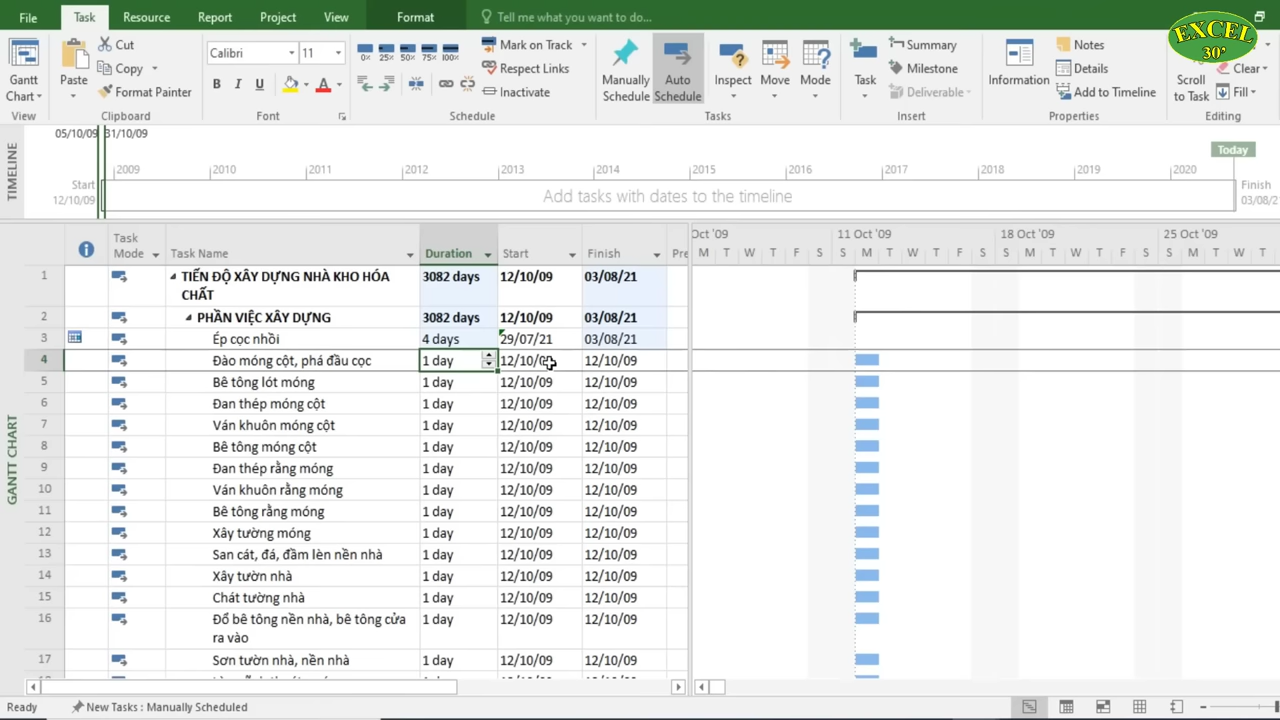 File Task Resource Report Project View Format Tell me what you want to do...
EXCEL
30'
Gantt Chart
Paste
Cut
Copy
Format Painter
Calibri 11
B I U A
0% 25% 50% 75% 100%
Mark on Track
Respect Links
Inactivate
Manually Schedule
Auto Schedule
Inspect
Move
Mode
Task
Summary
Milestone
Deliverable
Information
Notes
Details
Add to Timeline
Scroll to Task
Clear
Fill
View Clipboard Font Schedule Tasks Insert Properties Editing
TIMELINE
05/10/09 31/10/09
Today
2009 2010 2011 2012 2013 2014 2015 2016 2017 2018 2019 2020
Start
12/10/09
Add tasks with dates to the timeline
Finish
03/08/21
GANTT CHART
Task Mode Task Name Duration Start Finish Pre
Oct '09 11 Oct '09 18 Oct '09 25 Oct '09
M T W T F S S M T W T F S S M T W T F S S M T W T
1 TIẾN ĐỘ XÂY DỰNG NHÀ KHO HÓA CHẤT 3082 days 12/10/09 03/08/21
2 PHẦN VIỆC XÂY DỰNG 3082 days 12/10/09 03/08/21
3 Ép cọc nhồi 4 days 29/07/21 03/08/21
4 Đào móng cột, phá đầu cọc 1 day 12/10/09 12/10/09
5 Bê tông lót móng 1 day 12/10/09 12/10/09
6 Đan thép móng cột 1 day 12/10/09 12/10/09
7 Ván khuôn móng cột 1 day 12/10/09 12/10/09
8 Bê tông móng cột 1 day 12/10/09 12/10/09
9 Đan thép rằng móng 1 day 12/10/09 12/10/09
10 Ván khuôn rằng móng 1 day 12/10/09 12/10/09
11 Bê tông rằng móng 1 day 12/10/09 12/10/09
12 Xây tường móng 1 day 12/10/09 12/10/09
13 San cát, đá, đầm lèn nền nhà 1 day 12/10/09 12/10/09
14 Xây tườn nhà 1 day 12/10/09 12/10/09
15 Chát tường nhà 1 day 12/10/09 12/10/09
16 Đổ bê tông nền nhà, bê tông cửa ra vào 1 day 12/10/09 12/10/09
17 Sơn tườn nhà, nền nhà 1 day 12/10/09 12/10/09
Ready New Tasks : Manually Scheduled